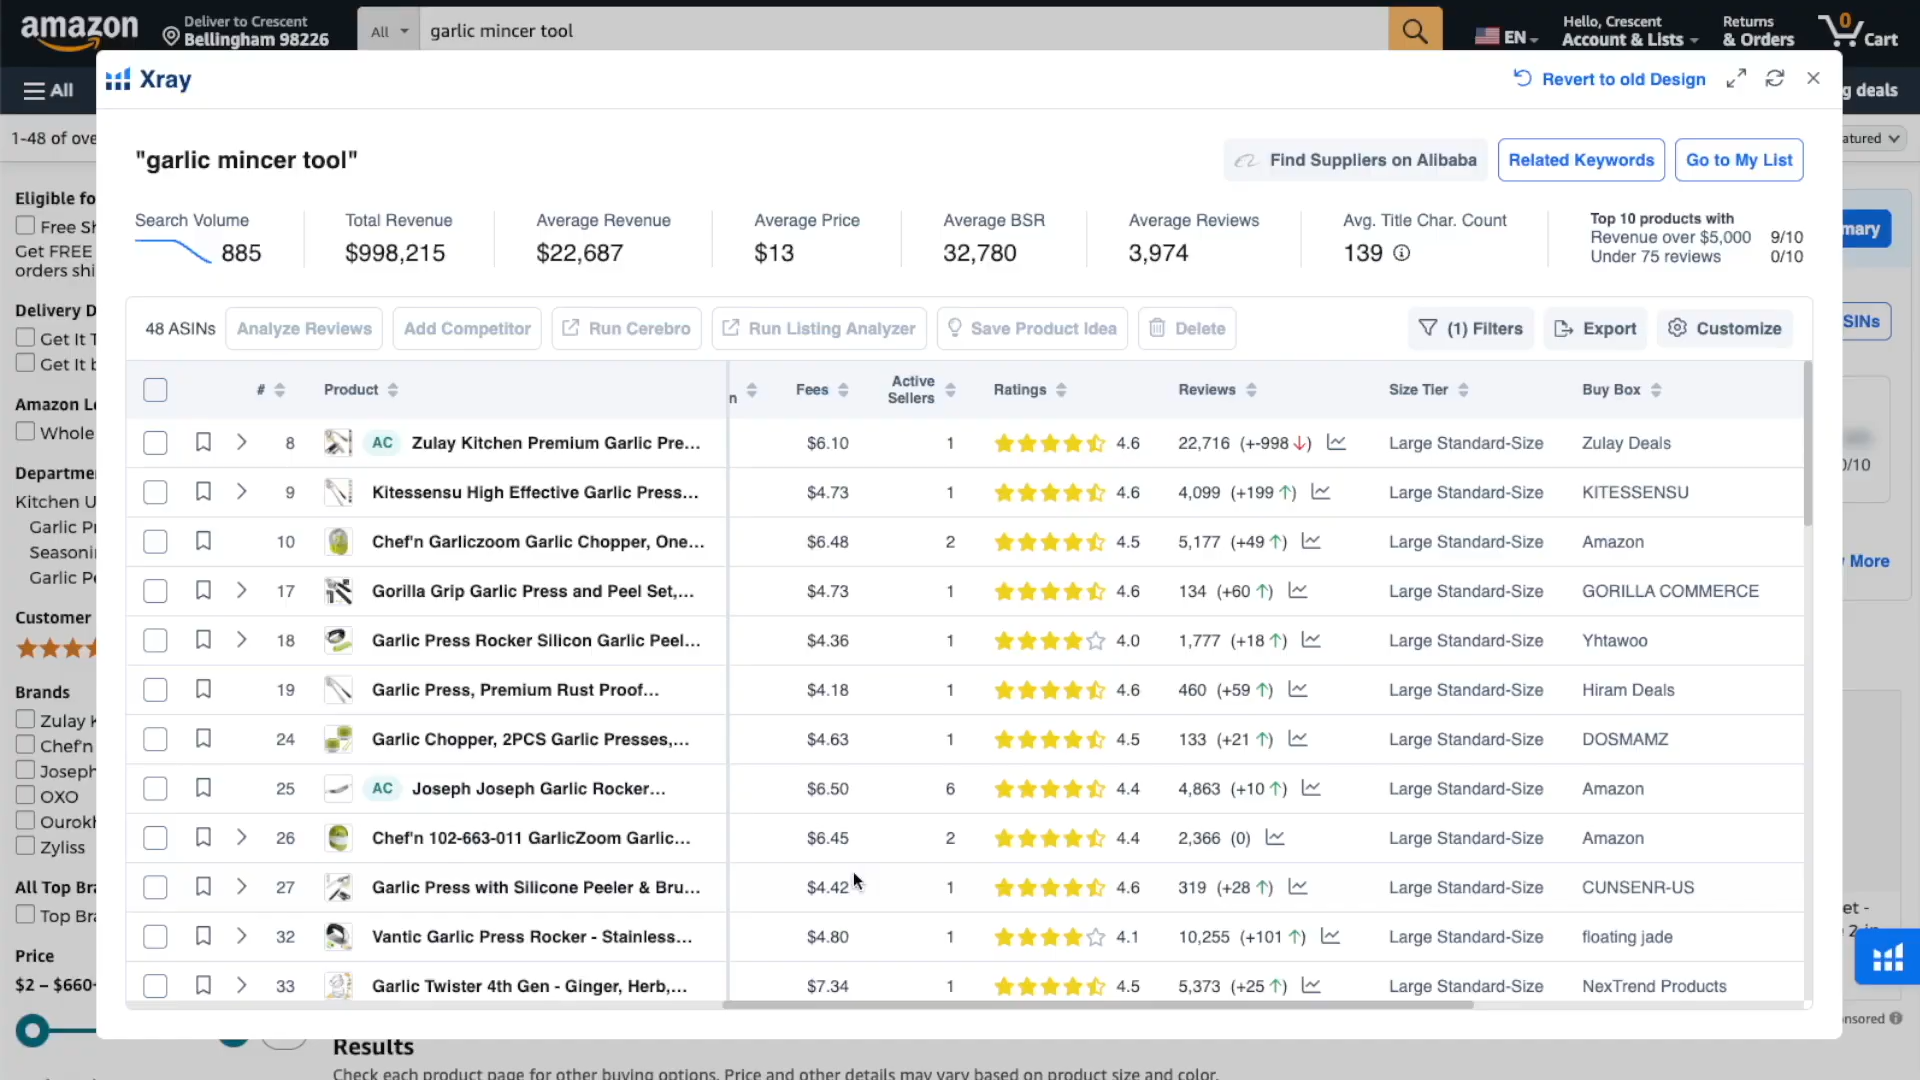 amazon
Deliver to Crescent
Bellingham 98226
All
garlic mincer tool
EN
Hello, Crescent
Account & Lists
Returns
& Orders
0
Cart
All
g deals
Xray
Revert to old Design
1-48 of ove
atured
"garlic mincer tool"
Find Suppliers on Alibaba
Related Keywords
Go to My List
Search Volume
885
Total Revenue
$998,215
Average Revenue
$22,687
Average Price
$13
Average BSR
32,780
Average Reviews
3,974
Avg. Title Char. Count
139
Top 10 products with
Revenue over $5,000 9/10
Under 75 reviews 0/10
48 ASINs
Analyze Reviews
Add Competitor
Run Cerebro
Run Listing Analyzer
Save Product Idea
Delete
(1) Filters
Export
Customize
# Product n Fees Active Sellers Ratings Reviews Size Tier Buy Box
8 AC Zulay Kitchen Premium Garlic Pre... $6.10 1 4.6 22,716 (+-998↓) Large Standard-Size Zulay Deals
9 Kitessensu High Effective Garlic Press... $4.73 1 4.6 4,099 (+199↑) Large Standard-Size KITESSENSU
10 Chef'n Garliczoom Garlic Chopper, One... $6.48 2 4.5 5,177 (+49↑) Large Standard-Size Amazon
17 Gorilla Grip Garlic Press and Peel Set,... $4.73 1 4.6 134 (+60↑) Large Standard-Size GORILLA COMMERCE
18 Garlic Press Rocker Silicon Garlic Peel... $4.36 1 4.0 1,777 (+18↑) Large Standard-Size Yhtawoo
19 Garlic Press, Premium Rust Proof... $4.18 1 4.6 460 (+59↑) Large Standard-Size Hiram Deals
24 Garlic Chopper, 2PCS Garlic Presses,... $4.63 1 4.5 133 (+21↑) Large Standard-Size DOSMAMZ
25 AC Joseph Joseph Garlic Rocker... $6.50 6 4.4 4,863 (+10↑) Large Standard-Size Amazon
26 Chef'n 102-663-011 GarlicZoom Garlic... $6.45 2 4.4 2,366 (0) Large Standard-Size Amazon
27 Garlic Press with Silicone Peeler & Bru... $4.42 1 4.6 319 (+28↑) Large Standard-Size CUNSENR-US
32 Vantic Garlic Press Rocker - Stainless... $4.80 1 4.1 10,255 (+101↑) Large Standard-Size floating jade
33 Garlic Twister 4th Gen - Ginger, Herb,... $7.34 1 4.5 5,373 (+25↑) Large Standard-Size NexTrend Products
Eligible fo
Free Sh
Get FREE
orders shi
Delivery D
Get It T
Get It b
Amazon Lo
Whole
Departme
Kitchen U
Garlic Pr
Seasonin
Garlic Pe
Customer
Brands
Zulay K
Chef'n
Joseph
OXO
Ourokh
Zyliss
All Top Bra
Top Bra
Price
$2 – $660+
mary
SINs
0/10
More
et -
2-in
nsored
Results
Check each product page for other buying options. Price and other details may vary based on product size and color.